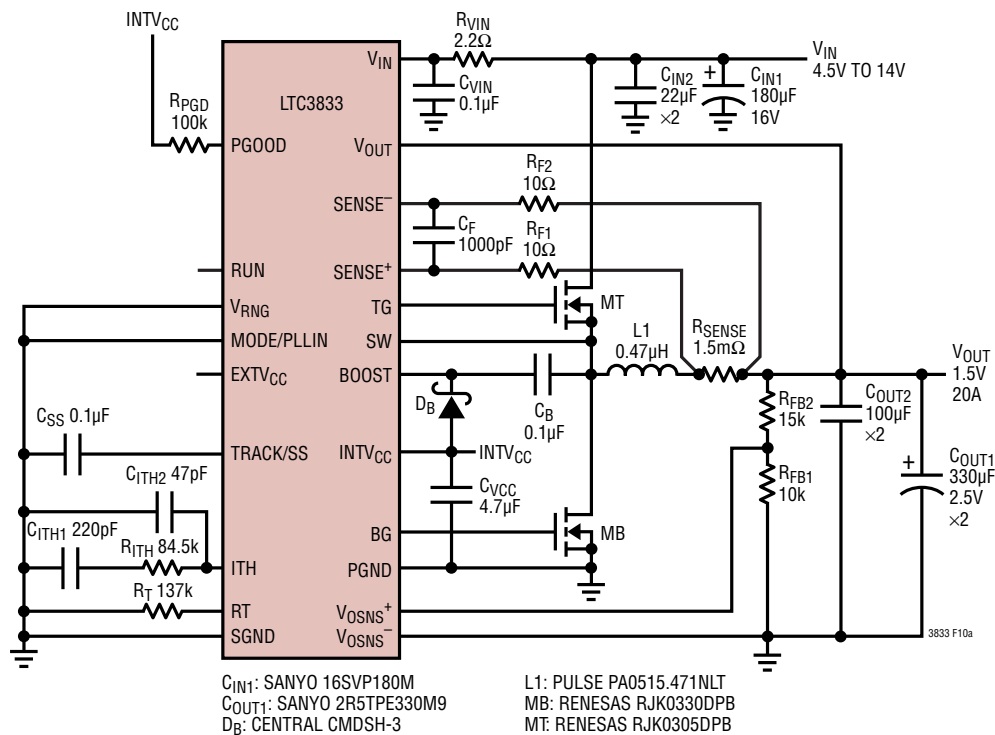 INTVCC
RPGD
100k
LTC3833
PGOOD
RUN
VRNG
MODE/PLLIN
EXTVCC
CSS 0.1µF
TRACK/SS
CITH2 47pF
CITH1 220pF
RITH 84.5k
ITH
RT 137k
RT
SGND
VIN
RVIN
2.2Ω
CVIN
0.1µF
CIN2
22µF
×2
+
CIN1
180µF
16V
VIN
4.5V TO 14V
VOUT
SENSE–
RF2
10Ω
CF
1000pF
RF1
10Ω
SENSE+
TG
MT
SW
L1
0.47µH
RSENSE
1.5mΩ
VOUT
1.5V
20A
BOOST
DB
CB
0.1µF
RFB2
15k
COUT2
100µF
×2
INTVCC
INTVCC
CVCC
4.7µF
RFB1
10k
+
COUT1
330µF
2.5V
×2
BG
MB
PGND
VOSNS+
VOSNS–
3833 F10a
CIN1: SANYO 16SVP180M
COUT1: SANYO 2R5TPE330M9
DB: CENTRAL CMDSH-3
L1: PULSE PA0515.471NLT
MB: RENESAS RJK0330DPB
MT: RENESAS RJK0305DPB